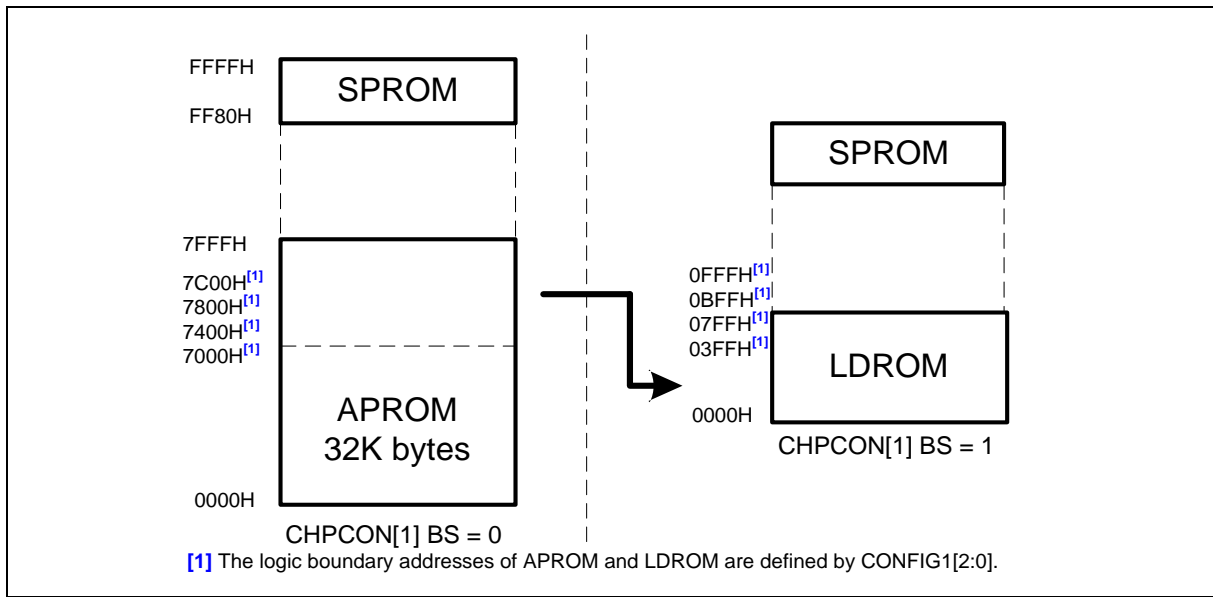 FFFFH
SPROM
FF80H
7FFFH
7C00H[1]
7800H[1]
7400H[1]
7000H[1]
APROM
32K bytes
0000H
CHPCON[1] BS = 0
SPROM
0FFFH[1]
0BFFH[1]
07FFH[1]
03FFH[1]
LDROM
0000H
CHPCON[1] BS = 1
[1] The logic boundary addresses of APROM and LDROM are defined by CONFIG1[2:0].